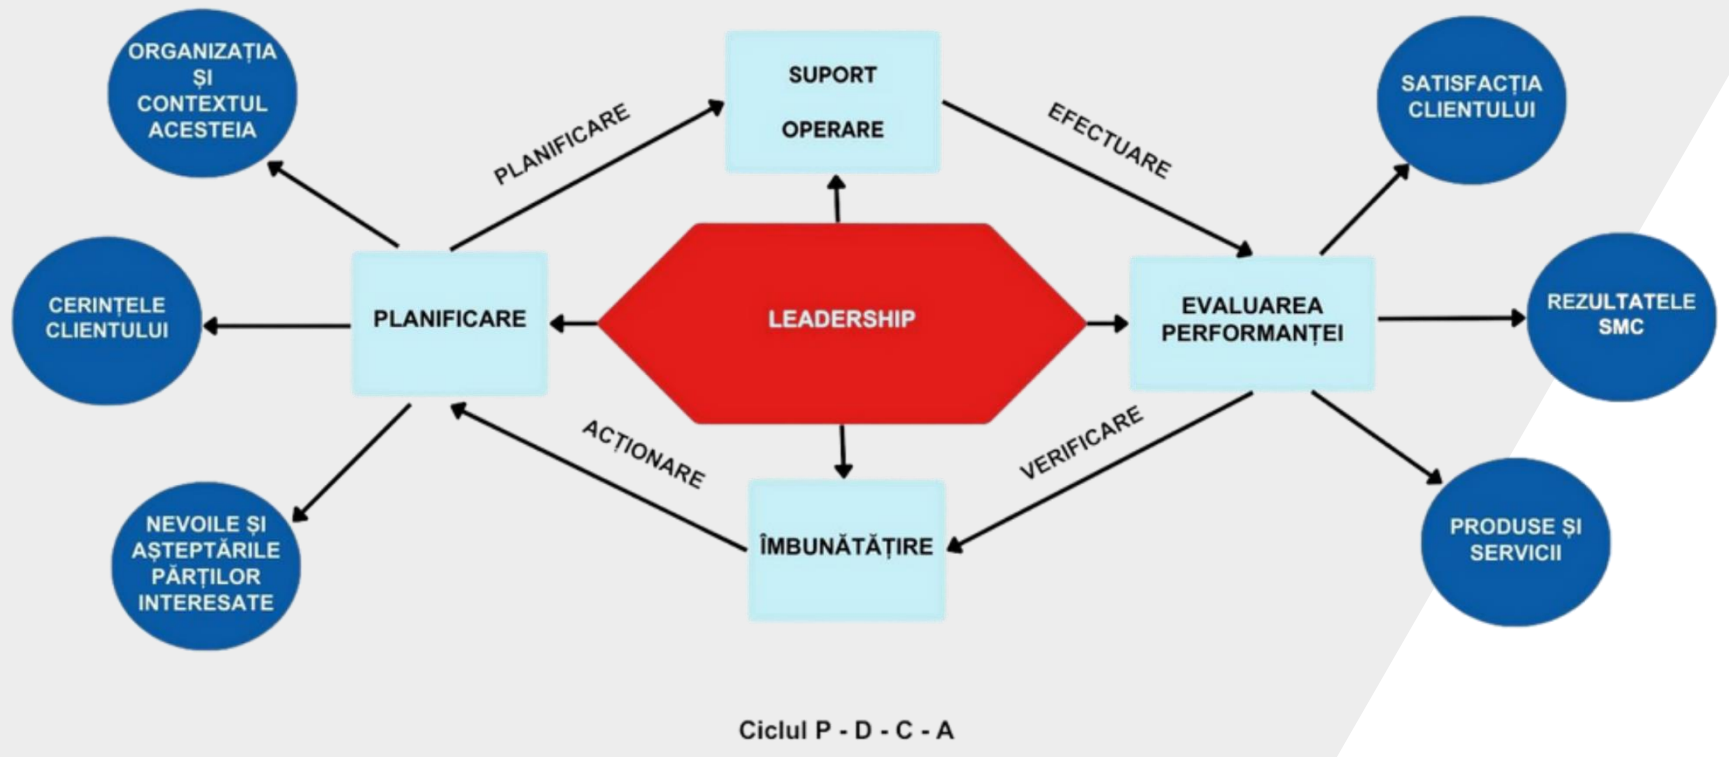 ORGANIZAȚIA
ȘI
CONTEXTUL
ACESTEIA
CERINȚELE
CLIENTULUI
NEVOILE ȘI
AȘTEPTĂRILE
PĂRȚILOR
INTERESATE
PLANIFICARE
PLANIFICARE
SUPORT
OPERARE
EFECTUARE
LEADERSHIP
EVALUAREA
PERFORMANȚEI
VERIFICARE
ÎMBUNĂTĂȚIRE
ACȚIONARE
SATISFACȚIA
CLIENTULUI
REZULTATELE
SMC
PRODUSE ȘI
SERVICII
Ciclul P - D - C - A